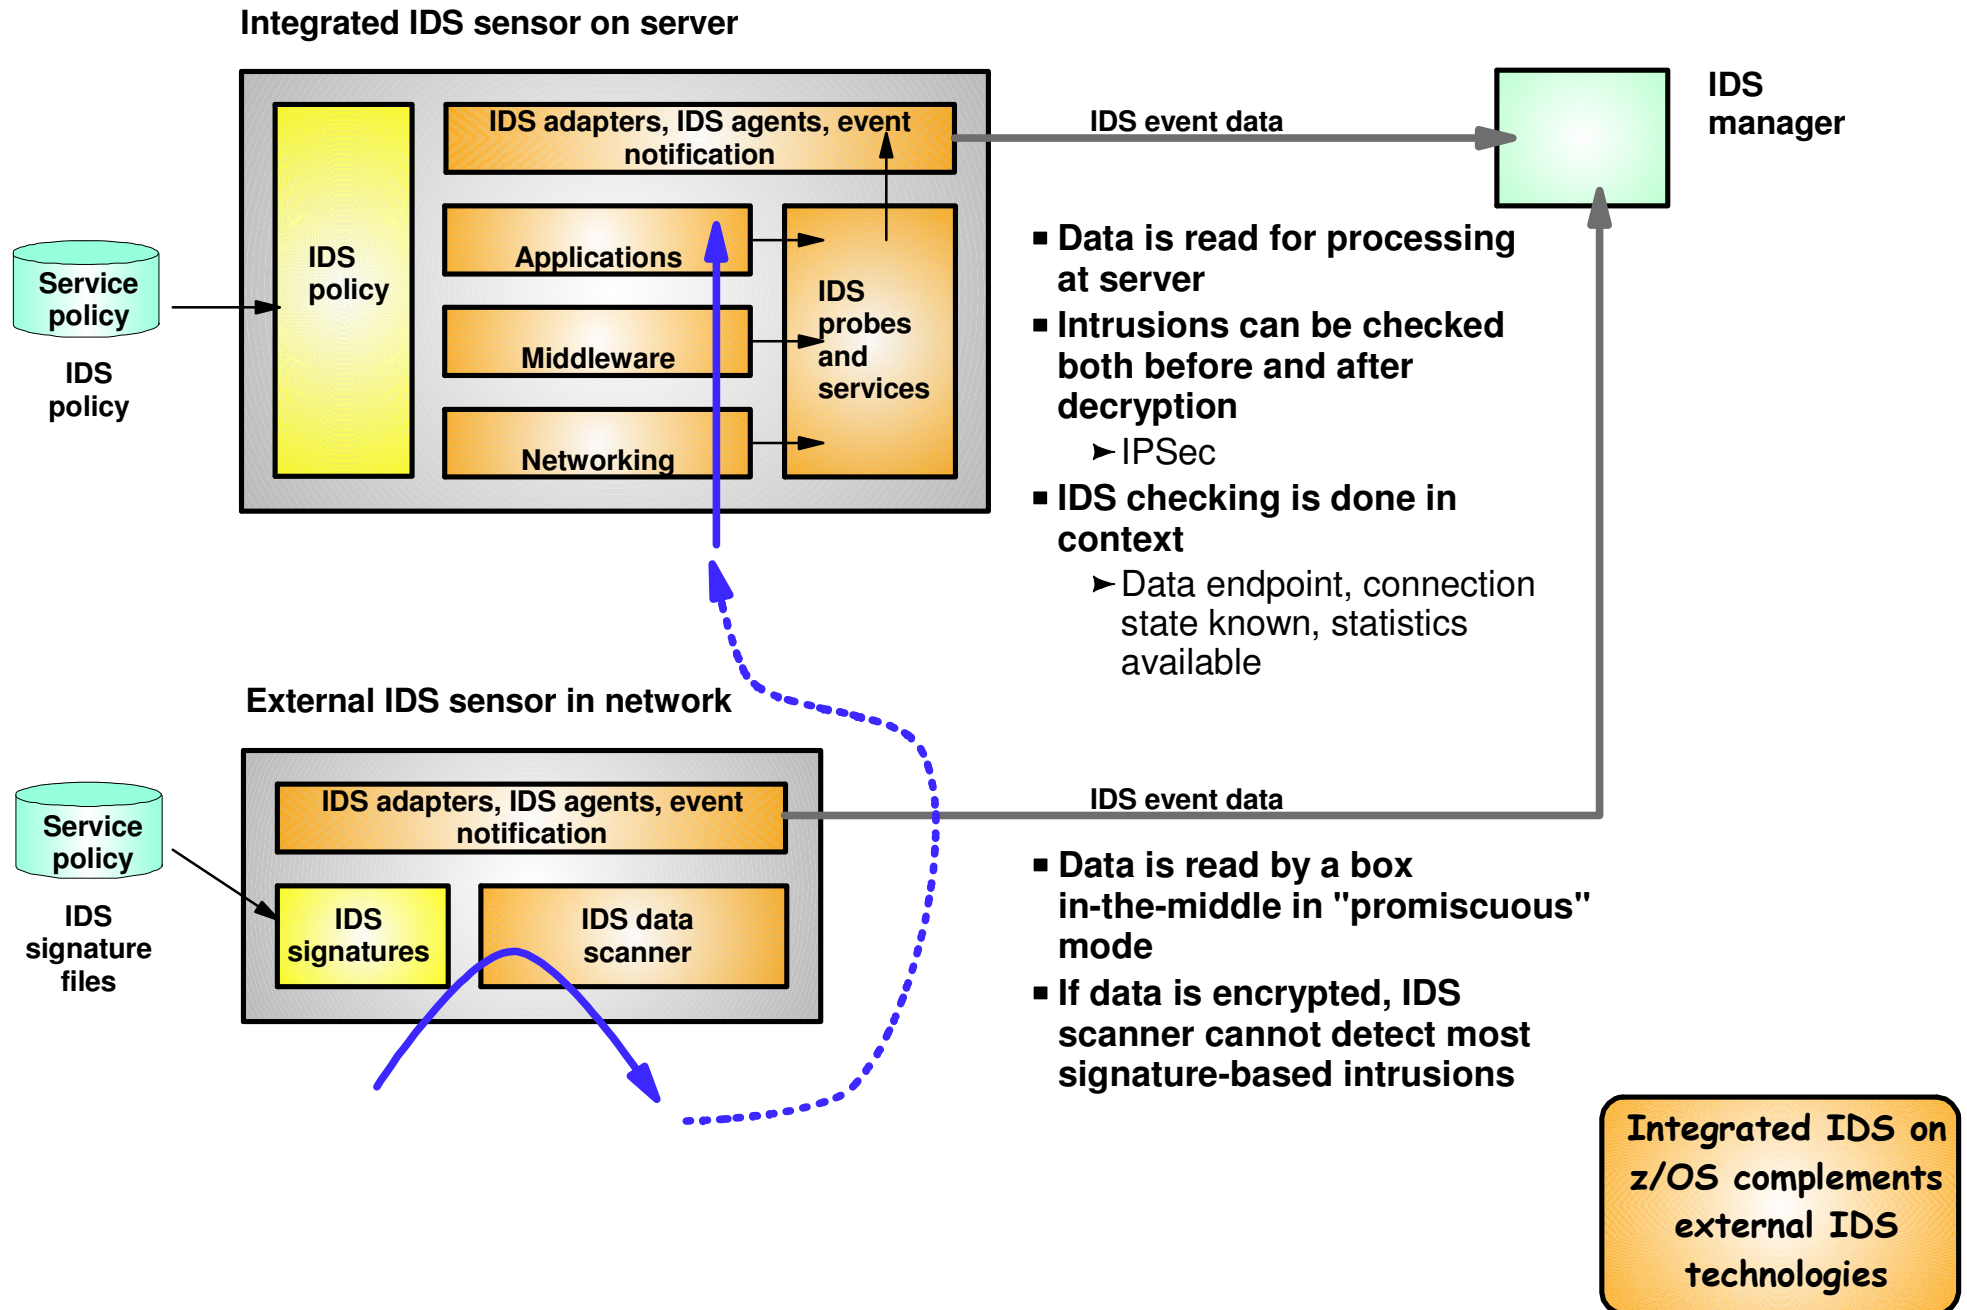 Integrated IDS sensor on server
IDS adapters, IDS agents, event
notification
IDS event data
IDS
manager
Service
policy
IDS
policy
IDS
policy
Applications
Middleware
Networking
IDS
probes
and
services
Data is read for processing
at server
Intrusions can be checked
both before and after
decryption
IPSec
IDS checking is done in
context
Data endpoint, connection
state known, statistics
available
External IDS sensor in network
IDS adapters, IDS agents, event
notification
IDS event data
Service
policy
IDS
signature
files
IDS
signatures
IDS data
scanner
Data is read by a box
in-the-middle in "promiscuous"
mode
If data is encrypted, IDS
scanner cannot detect most
signature-based intrusions
Integrated IDS on
z/OS complements
external IDS
technologies